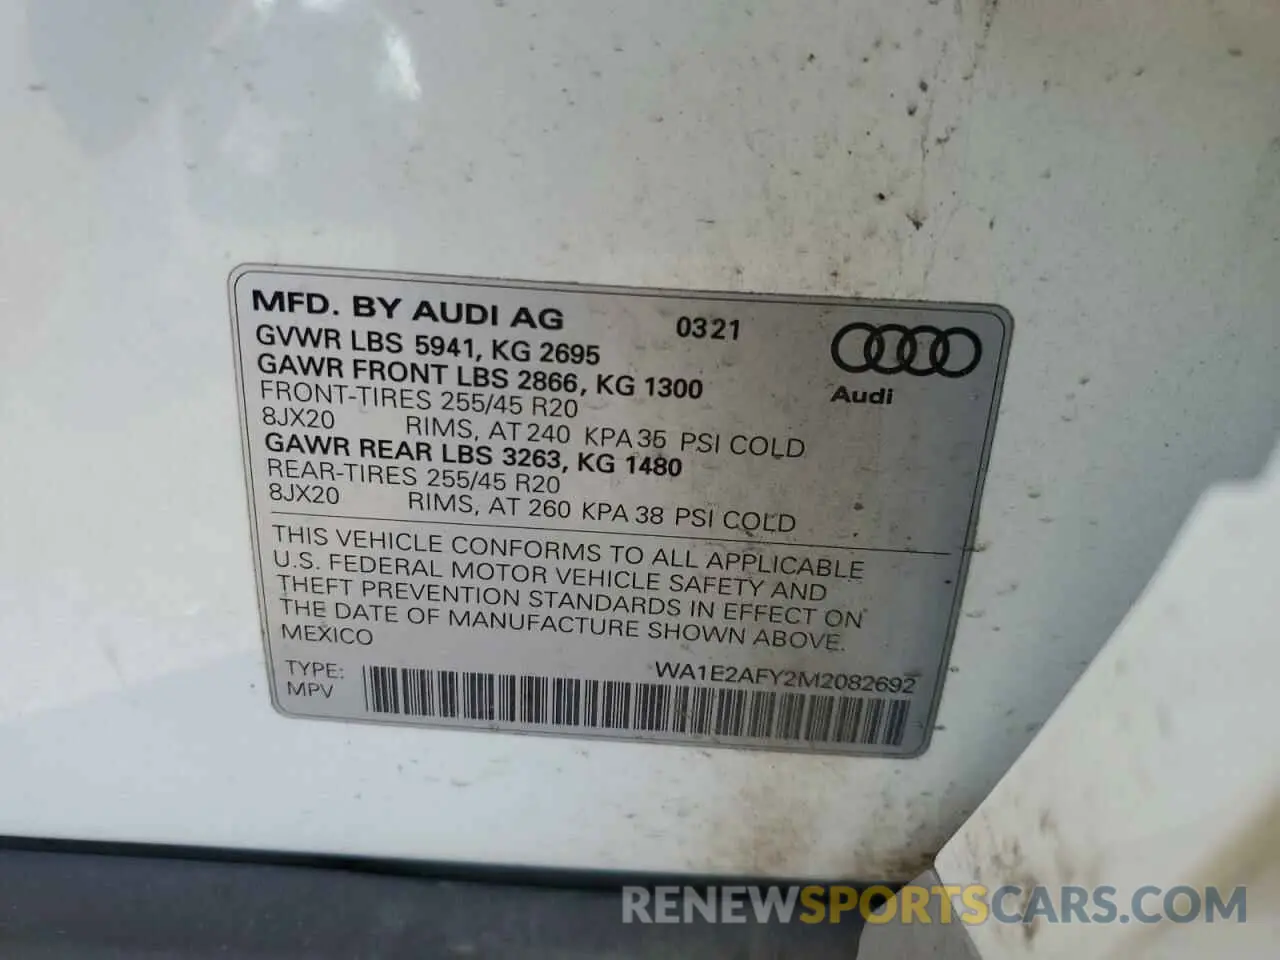 MFD. BY AUDI AG 0321
GVWR LBS 5941, KG 2695
GAWR FRONT LBS 2866, KG 1300
Audi
FRONT-TIRES 255/45 R20
8JX20 RIMS, AT 240 KPA 35 PSI COLD
GAWR REAR LBS 3263, KG 1480
REAR-TIRES 255/45 R20
8JX20 RIMS, AT 260 KPA 38 PSI COLD
THIS VEHICLE CONFORMS TO ALL APPLICABLE
U.S. FEDERAL MOTOR VEHICLE SAFETY AND
THEFT PREVENTION STANDARDS IN EFFECT ON
THE DATE OF MANUFACTURE SHOWN ABOVE.
MEXICO
TYPE: WA1E2AFY2M2082692
MPV
RENEWSPORTSCARS.COM